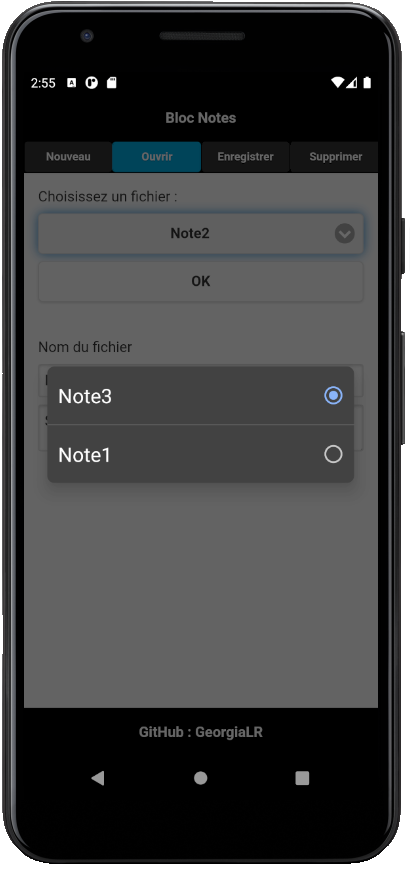 2:55
Bloc Notes
Nouveau Ouvrir Enregistrer Supprimer
Choisissez un fichier :
Note2
OK
Nom du fichier
Note3
Note1
GitHub : GeorgiaLR